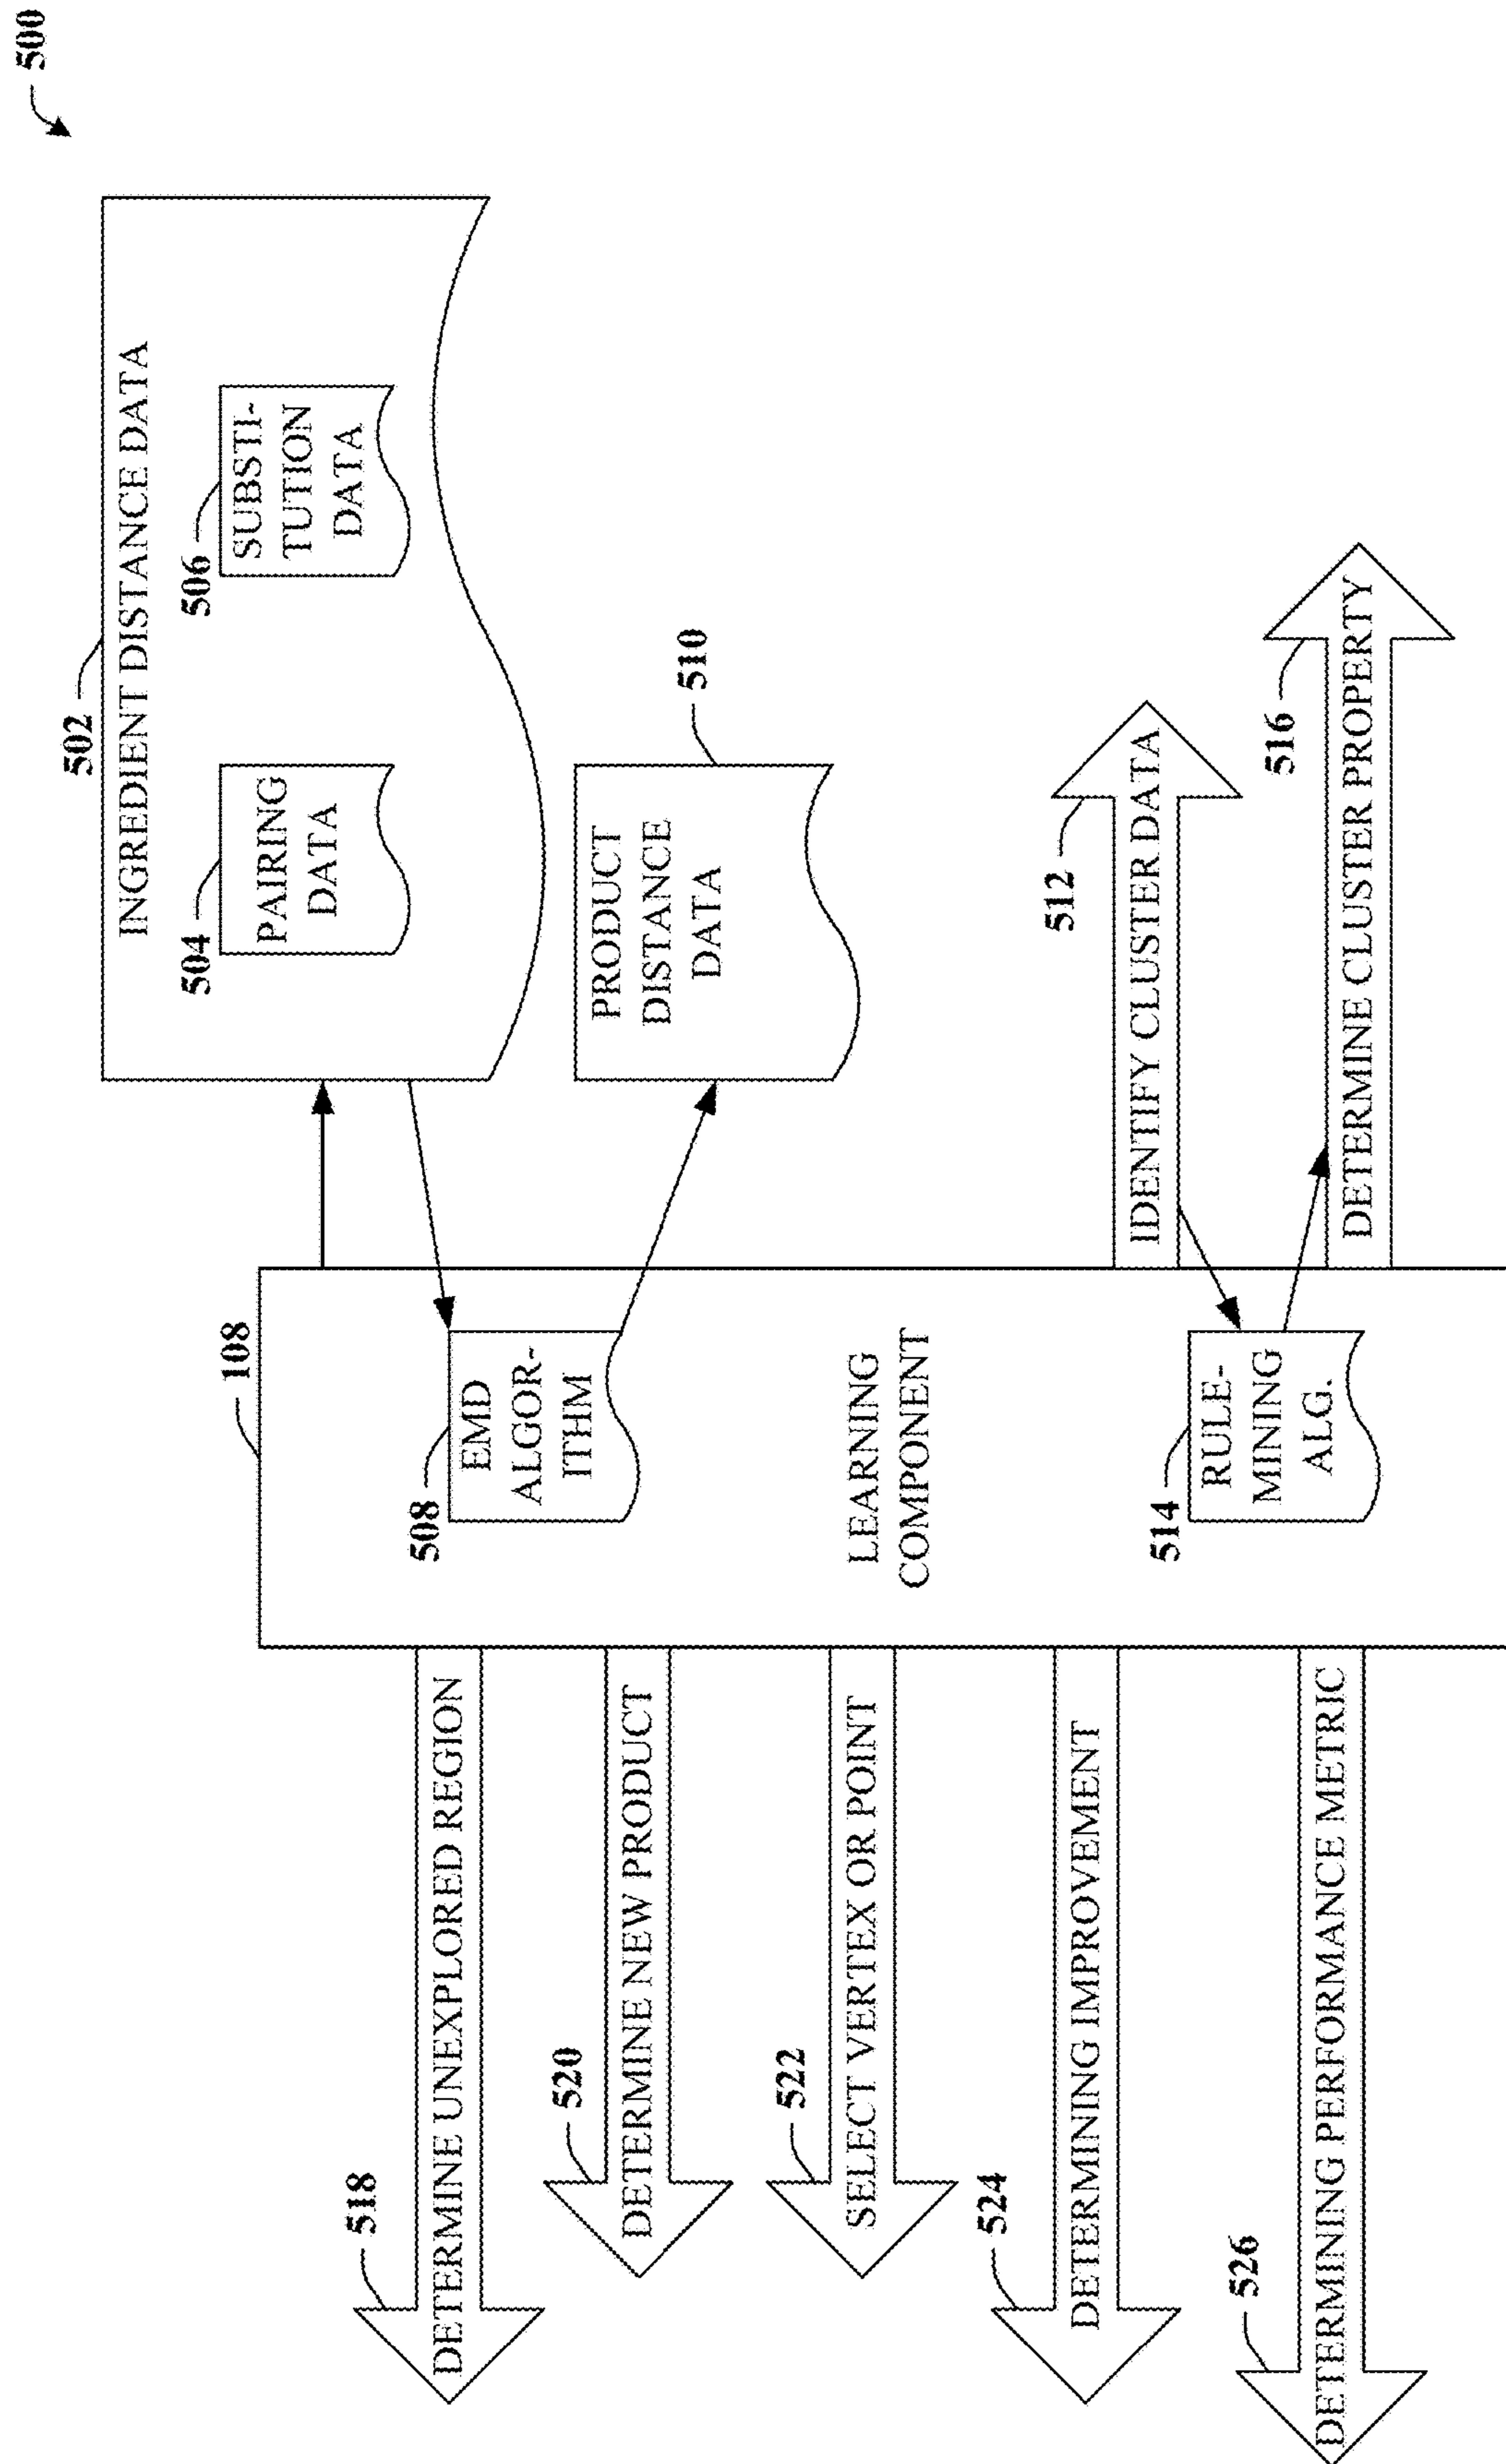 500
502
INGREDIENT DISTANCE DATA
504
PAIRING
DATA
506
SUBSTI-
TUTION
DATA
108
508
EMD
ALGOR-
ITHM
510
PRODUCT
DISTANCE
DATA
LEARNING
COMPONENT
512
IDENTIFY CLUSTER DATA
514
RULE-
MINING
ALG.
516
DETERMINE CLUSTER PROPERTY
518
DETERMINE UNEXPLORED REGION
520
DETERMINE NEW PRODUCT
522
SELECT VERTEX OR POINT
524
DETERMINING IMPROVEMENT
526
DETERMINING PERFORMANCE METRIC